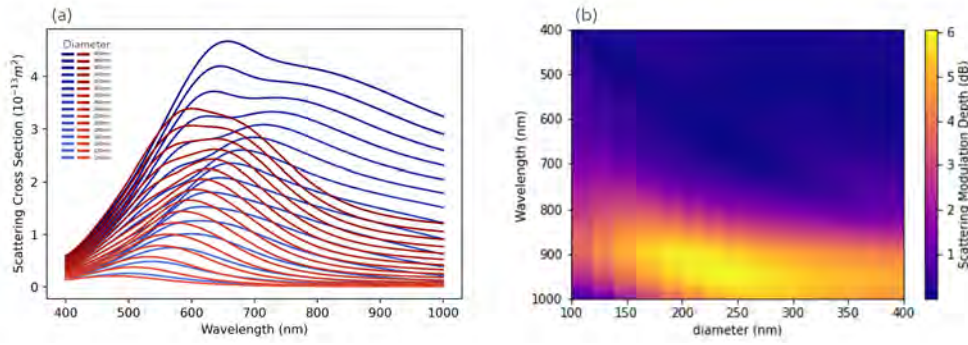 (a)
Diameter
Scattering Cross Section (10⁻¹³m²)
4
3
2
1
0
400 500 600 700 800 900 1000
Wavelength (nm)
(b)
Wavelength (nm)
400
500
600
700
800
900
1000
100 150 200 250 300 350 400
diameter (nm)
6
5
4
3
2
1
Scattering Modulation Depth (dB)